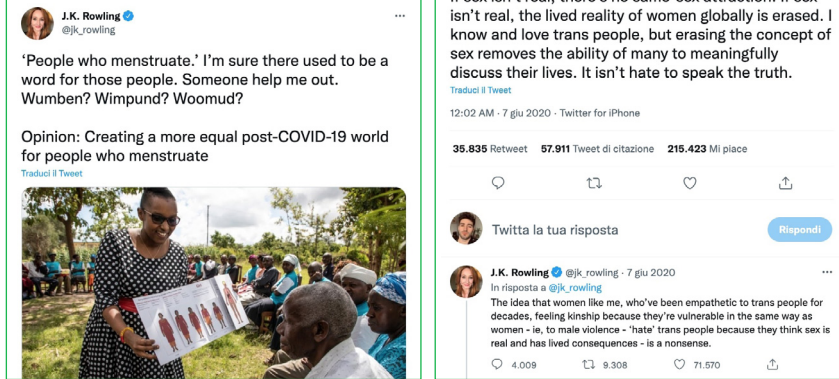 J.K. Rowling
@jk_rowling
'People who menstruate.' I'm sure there used to be a
word for those people. Someone help me out.
Wumben? Wimpund? Woomud?
Opinion: Creating a more equal post-COVID-19 world
for people who menstruate
Traduci il Tweet
isn't real, the lived reality of women globally is erased. I
know and love trans people, but erasing the concept of
sex removes the ability of many to meaningfully
discuss their lives. It isn't hate to speak the truth.
Traduci il Tweet
12:02 AM · 7 giu 2020 · Twitter for iPhone
35.835 Retweet 57.911 Tweet di citazione 215.423 Mi piace
Twitta la tua risposta
Rispondi
J.K. Rowling @jk_rowling · 7 giu 2020
In risposta a @jk_rowling
The idea that women like me, who've been empathetic to trans people for
decades, feeling kinship because they're vulnerable in the same way as
women - ie, to male violence - 'hate' trans people because they think sex is
real and has lived consequences - is a nonsense.
4.009 9.308 71.570